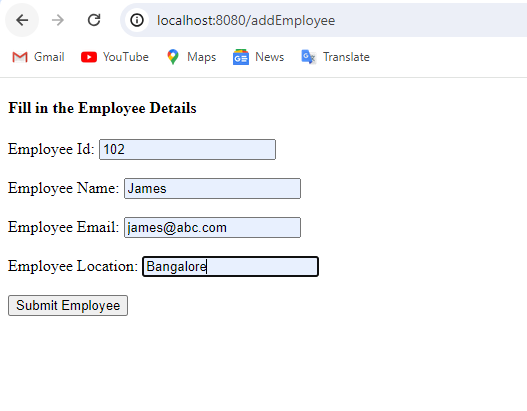 localhost:8080/addEmployee
Gmail YouTube Maps News Translate
Fill in the Employee Details
Employee Id: 102
Employee Name: James
Employee Email: james@abc.com
Employee Location: Bangalore
Submit Employee